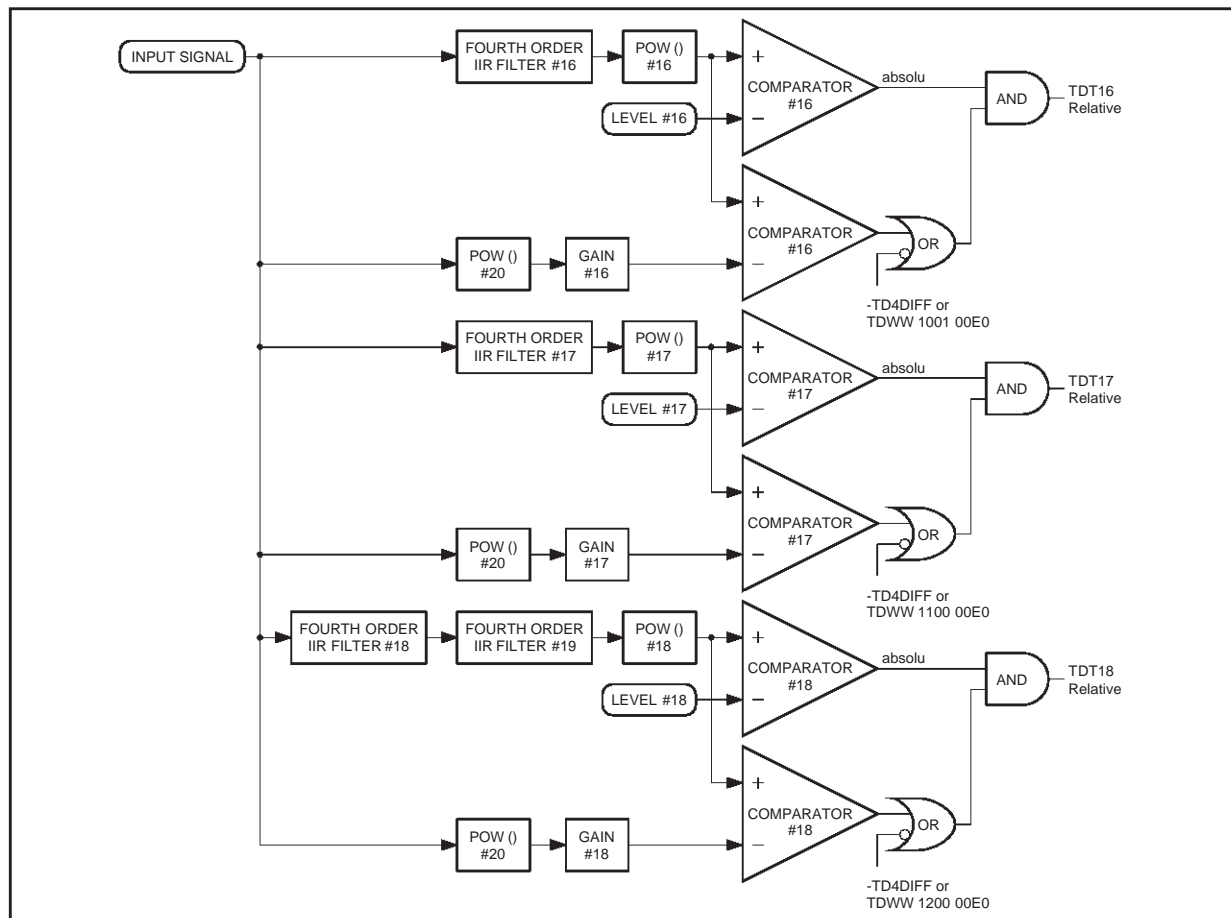 INPUT SIGNAL
FOURTH ORDER
IIR FILTER #16
POW ()
#16
LEVEL #16
+
COMPARATOR
#16
−
absolu
AND
TDT16
Relative
+
COMPARATOR
#16
−
OR
POW ()
#20
GAIN
#16
-TD4DIFF or
TDWW 1001 00E0
FOURTH ORDER
IIR FILTER #17
POW ()
#17
LEVEL #17
+
COMPARATOR
#17
−
absolu
AND
TDT17
Relative
+
COMPARATOR
#17
−
OR
POW ()
#20
GAIN
#17
-TD4DIFF or
TDWW 1100 00E0
FOURTH ORDER
IIR FILTER #18
FOURTH ORDER
IIR FILTER #19
POW ()
#18
LEVEL #18
+
COMPARATOR
#18
−
absolu
AND
TDT18
Relative
+
COMPARATOR
#18
−
OR
POW ()
#20
GAIN
#18
-TD4DIFF or
TDWW 1200 00E0